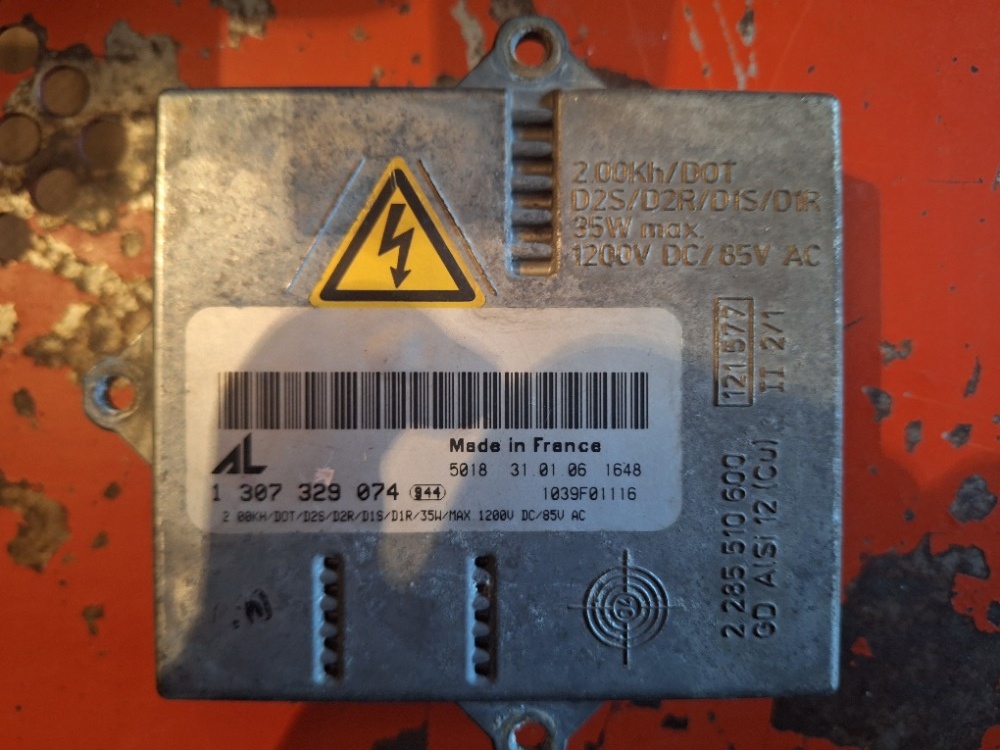 2.00Kh/DOT
D2S/D2R/D1S/D1R
35W max.
1200V DC/85V AC
121577
II 2/1
AL
Made in France
5018 31.01.06 1648
1 307 329 074 944
1039F01116
2.00KH/DOT/D2S/D2R/D1S/D1R/35W/MAX 1200V DC/85V AC
2 285 510 600
GD AlSi 12 (Cu)